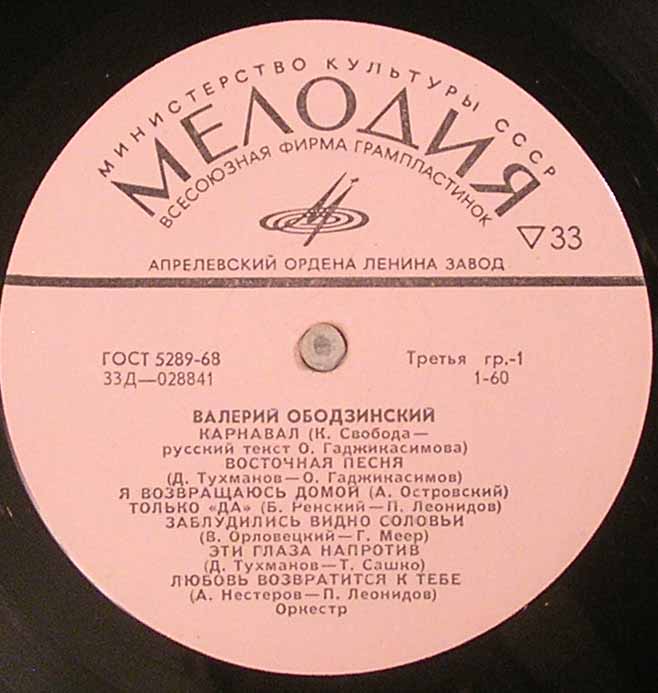 МИНИСТЕРСТВО КУЛЬТУРЫ СССР
МЕЛОДИЯ
ВСЕСОЮЗНАЯ ФИРМА ГРАМПЛАСТИНОК
▽33
АПРЕЛЕВСКИЙ ОРДЕНА ЛЕНИНА ЗАВОД
ГОСТ 5289-68 Третья гр.-1
33Д—028841 1-60
ВАЛЕРИЙ ОБОДЗИНСКИЙ
КАРНАВАЛ (К. Свобода—
русский текст О. Гаджикасимова)
ВОСТОЧНАЯ ПЕСНЯ
(Д. Тухманов—О. Гаджикасимов)
Я ВОЗВРАЩАЮСЬ ДОМОЙ (А. Островский)
ТОЛЬКО «ДА» (Б. Ренский—П. Леонидов)
ЗАБЛУДИЛИСЬ ВИДНО СОЛОВЬИ
(В. Орловецкий—Г. Меер)
ЭТИ ГЛАЗА НАПРОТИВ
(Д. Тухманов—Т. Сашко)
ЛЮБОВЬ ВОЗВРАТИТСЯ К ТЕБЕ
(А. Нестеров—П. Леонидов)
Оркестр